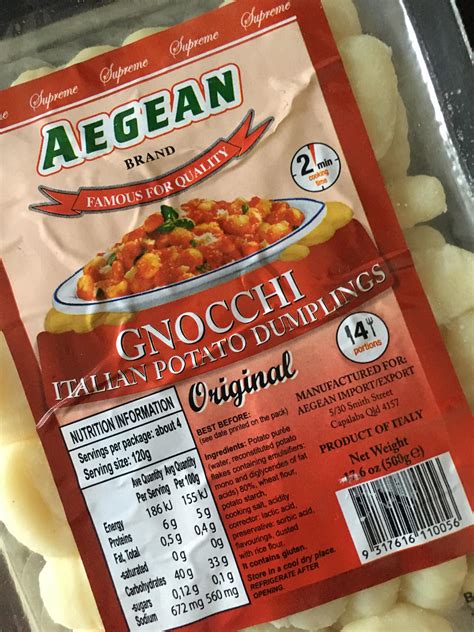 Supreme Supreme Supreme Supreme Supreme
AEGEAN
BRAND
FAMOUS FOR QUALITY
2 min
cooking
time
GNOCCHI
ITALIAN POTATO DUMPLINGS
Original
4
portions
NUTRITION INFORMATION
Servings per package: about 4
Serving size: 120g
Avg Quantity Avg Quantity
Per Serving Per 100g
Energy 186 kJ 155 kJ
Proteins 6 g 5 g
Fat, Total 0,5 g 0,4 g
-saturated 0 g 0 g
Carbohydrates 40 g 33 g
-sugars 0,12 g 0,1 g
Sodium 672 mg 560 mg
BEST BEFORE:
(see date printed on the pack)
Ingredients: Potato purée
(water, reconstituted potato
flakes containing emulsifiers:
mono and diglycerides of fat
acids) 80%, wheat flour,
potato starch,
cooking salt, acidity
corrector: lactic acid,
preservative: sorbic acid,
flavourings, dusted
with rice flour.
It contains gluten.
Store in a cool dry place.
REFRIGERATE AFTER
OPENING.
MANUFACTURED FOR:
AEGEAN IMPORT/EXPORT
5/30 Smith Street
Capalaba Qld 4157
PRODUCT OF ITALY
Net Weight
17.6 oz (500g)
9 317616 110056